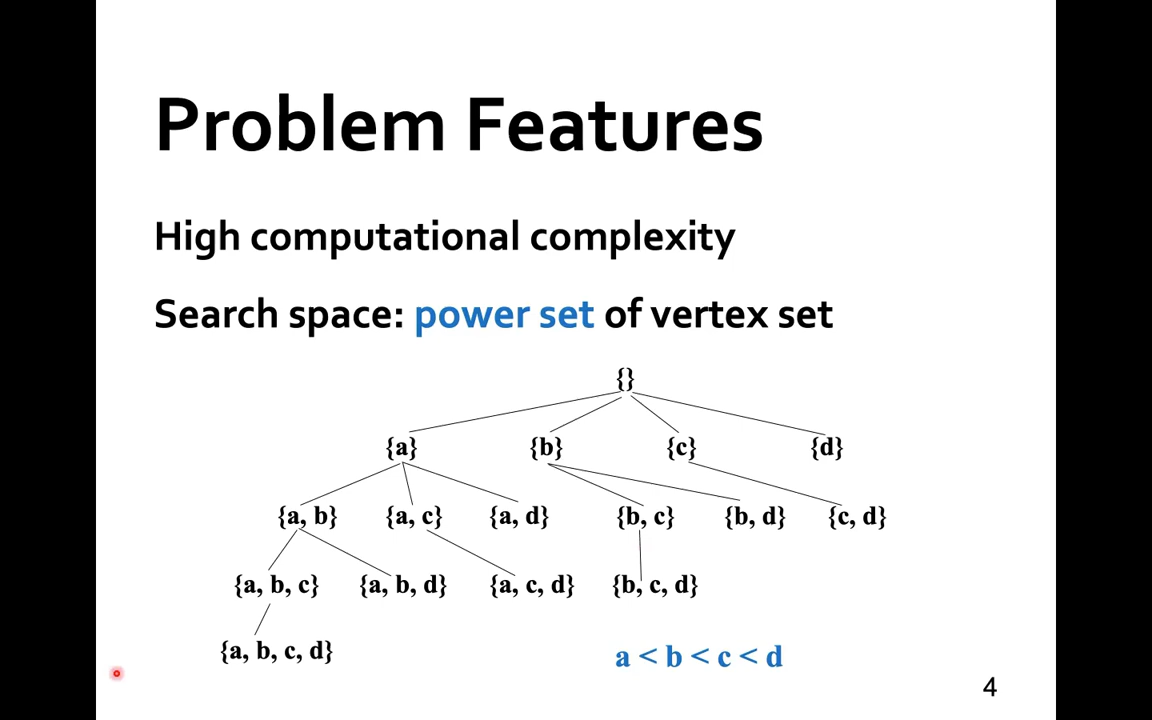 Problem Features
High computational complexity
Search space: power set of vertex set
{}
{a} {b} {c} {d}
{a, b} {a, c} {a, d} {b, c} {b, d} {c, d}
{a, b, c} {a, b, d} {a, c, d} {b, c, d}
{a, b, c, d}
a < b < c < d
4